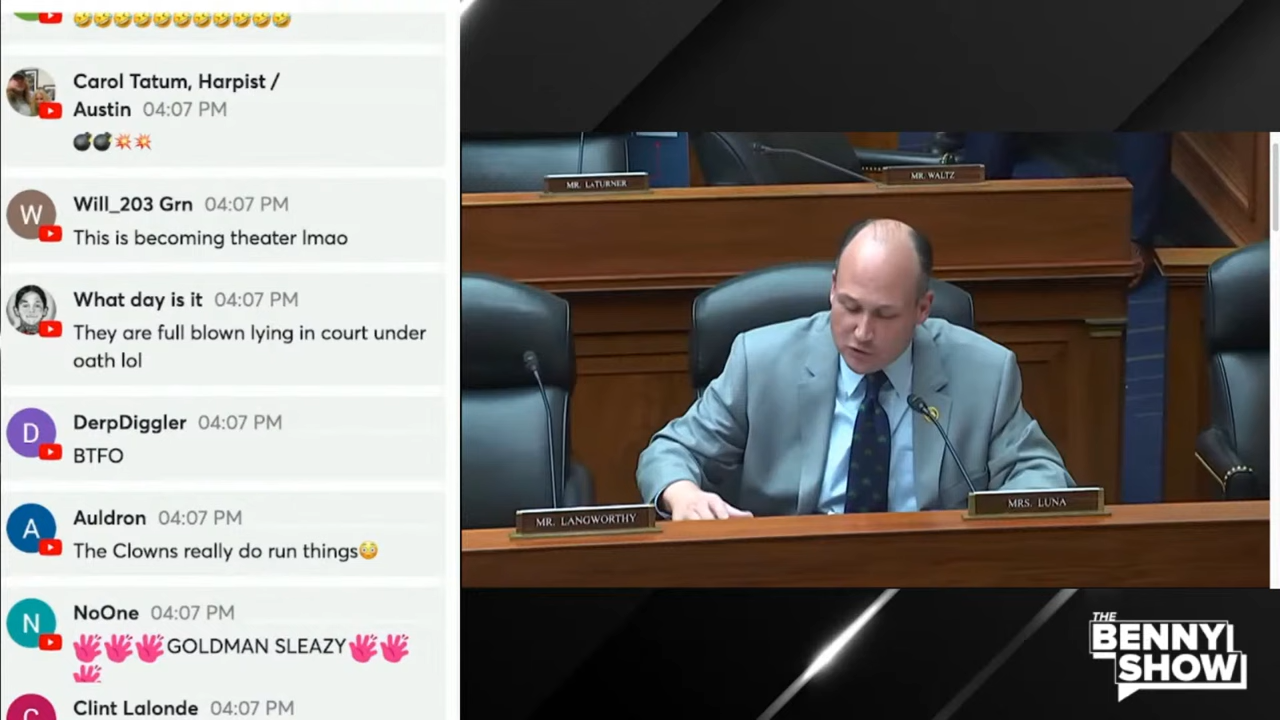 🤣🤣🤣🤣🤣🤣🤣🤣🤣🤣🤣
Carol Tatum, Harpist /
Austin 04:07 PM
💣💣💥💥
W
Will_203 Grn 04:07 PM
This is becoming theater lmao
What day is it 04:07 PM
They are full blown lying in court under
oath lol
D
DerpDiggler 04:07 PM
BTFO
A
Auldron 04:07 PM
The Clowns really do run things😳
N
NoOne 04:07 PM
👋👋👋GOLDMAN SLEAZY👋👋
👋
C
Clint Lalonde 04:07 PM
MR. LaTURNER
MR. WALTZ
MR. LANGWORTHY
MRS. LUNA
THE
BENNY
SHOW